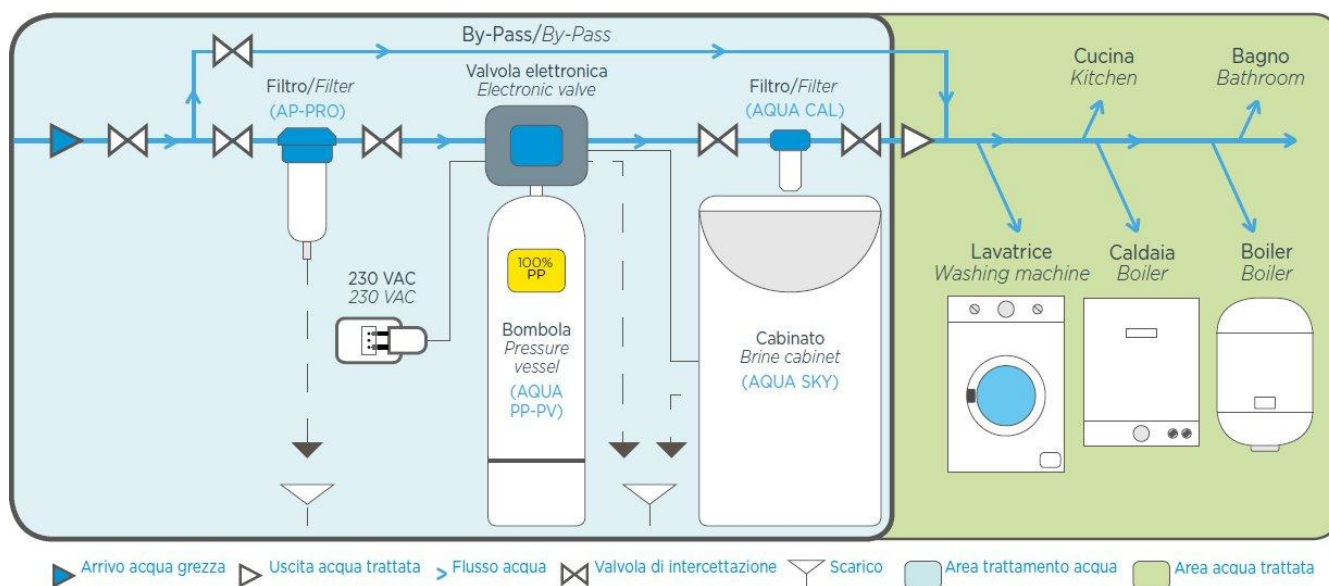 By-Pass/By-Pass
Filtro/Filter
(AP-PRO)
Valvola elettronica
Electronic valve
Filtro/Filter
(AQUA CAL)
Cucina
Kitchen
Bagno
Bathroom
230 VAC
230 VAC
100%
PP
Bombola
Pressure
vessel
(AQUA
PP-PV)
Cabinato
Brine cabinet
(AQUA SKY)
Lavatrice
Washing machine
Caldaia
Boiler
Boiler
Boiler
Arrivo acqua grezza
Uscita acqua trattata
Flusso acqua
Valvola di intercettazione
Scarico
Area trattamento acqua
Area acqua trattata